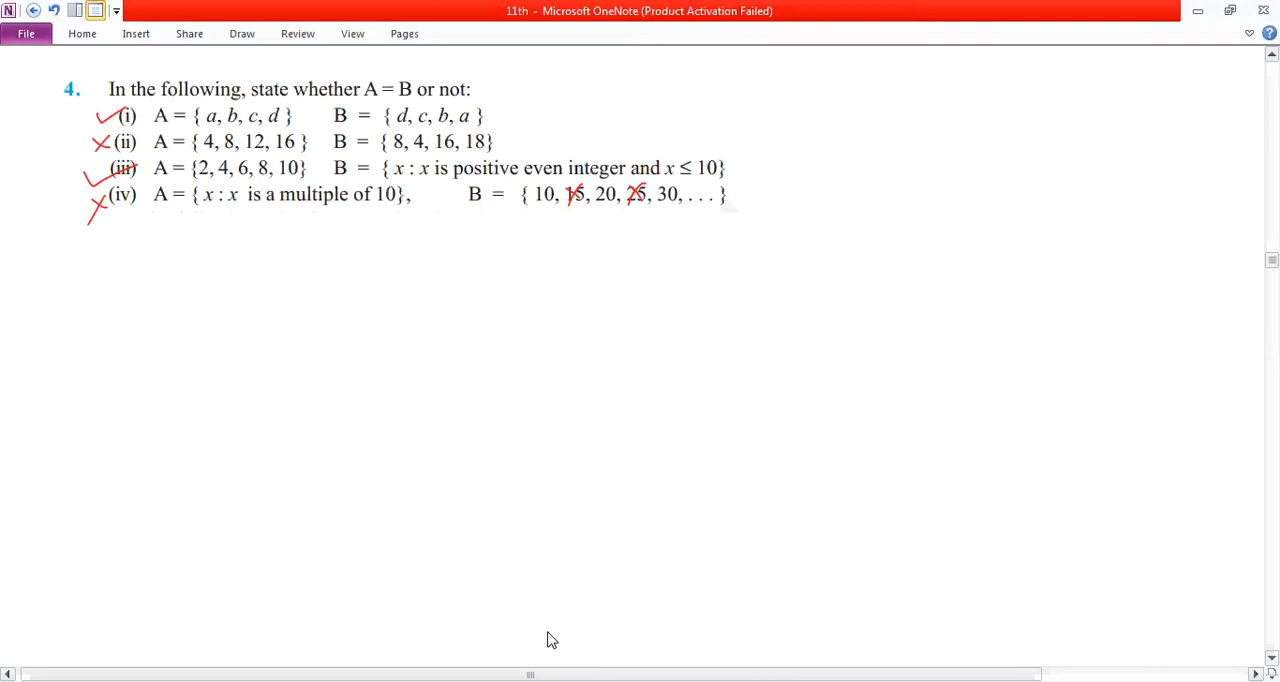 11th - Microsoft OneNote (Product Activation Failed)
File Home Insert Share Draw Review View Pages
4. In the following, state whether A = B or not:
(i) A = { a, b, c, d } B = { d, c, b, a }
(ii) A = { 4, 8, 12, 16 } B = { 8, 4, 16, 18}
(iii) A = {2, 4, 6, 8, 10} B = { x : x is positive even integer and x ≤ 10}
(iv) A = { x : x is a multiple of 10}, B = { 10, 15, 20, 25, 30, . . . }